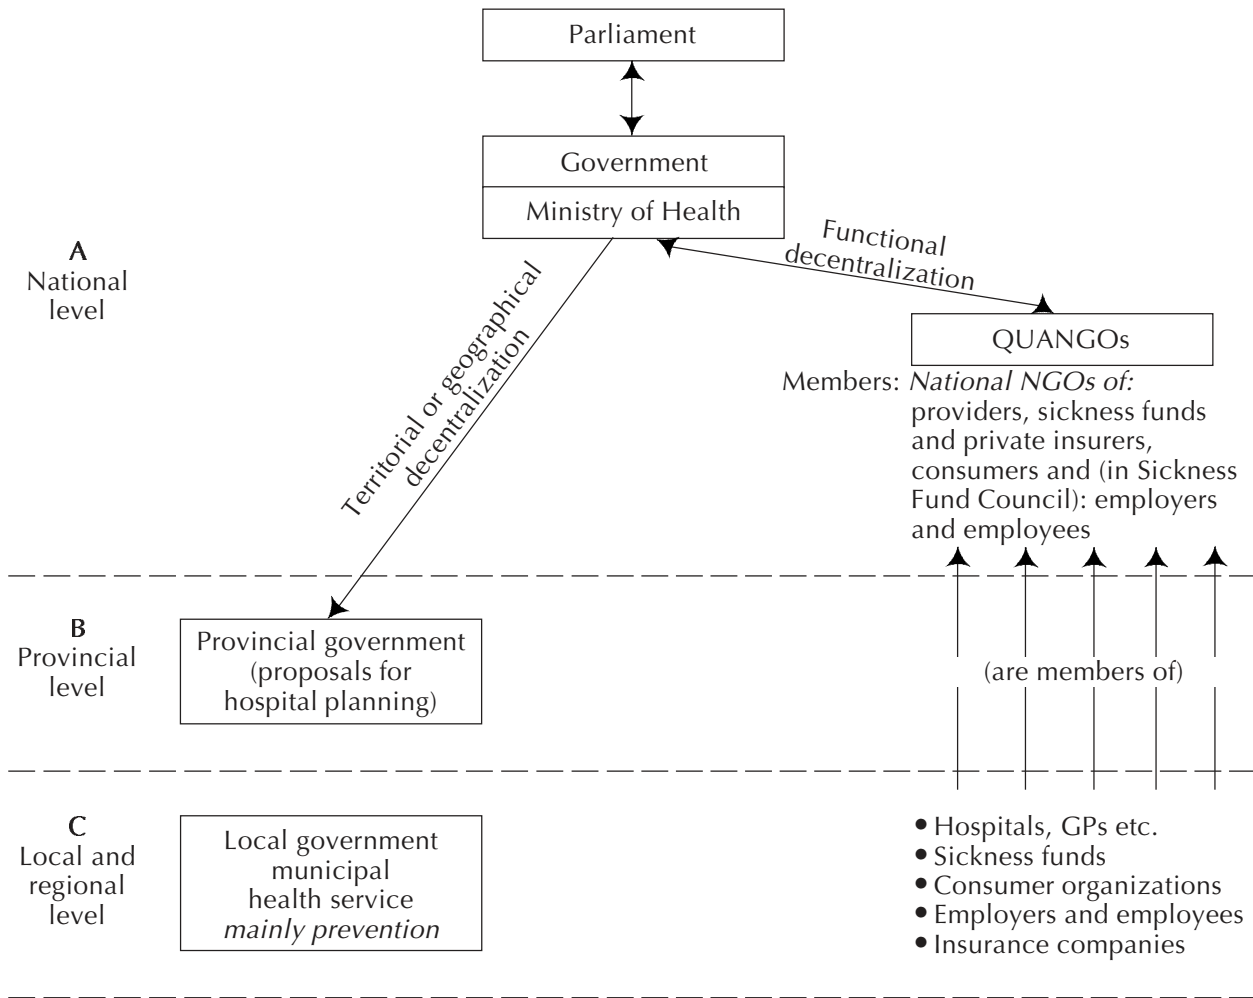 Parliament
Government
Ministry of Health
A
National
level
Functional
decentralization
Territorial or geographical
decentralization
QUANGOs
Members: National NGOs of:
providers, sickness funds
and private insurers,
consumers and (in Sickness
Fund Council): employers
and employees
B
Provincial
level
Provincial government
(proposals for
hospital planning)
(are members of)
C
Local and
regional
level
Local government
municipal
health service
mainly prevention
• Hospitals, GPs etc.
• Sickness funds
• Consumer organizations
• Employers and employees
• Insurance companies